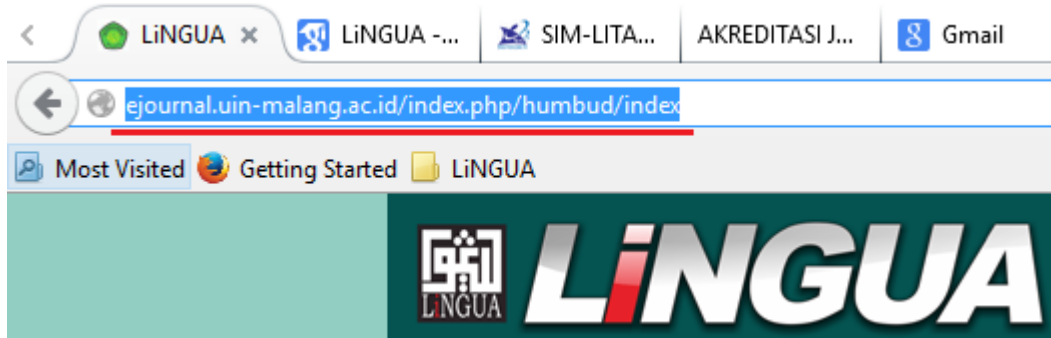 LiNGUA LiNGUA -... SIM-LITA... AKREDITASI J... 8 Gmail
ejournal.uin-malang.ac.id/index.php/humbud/index
Most Visited Getting Started LiNGUA
LiNGUA
LiNGUA